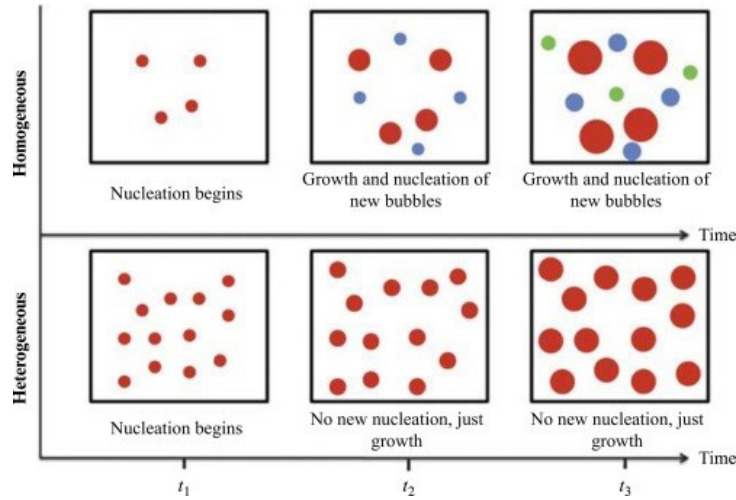 Homogeneous
Nucleation begins
Growth and nucleation of
new bubbles
Growth and nucleation of
new bubbles
Time
Heterogeneous
Nucleation begins
No new nucleation, just
growth
No new nucleation, just
growth
Time
t1
t2
t3